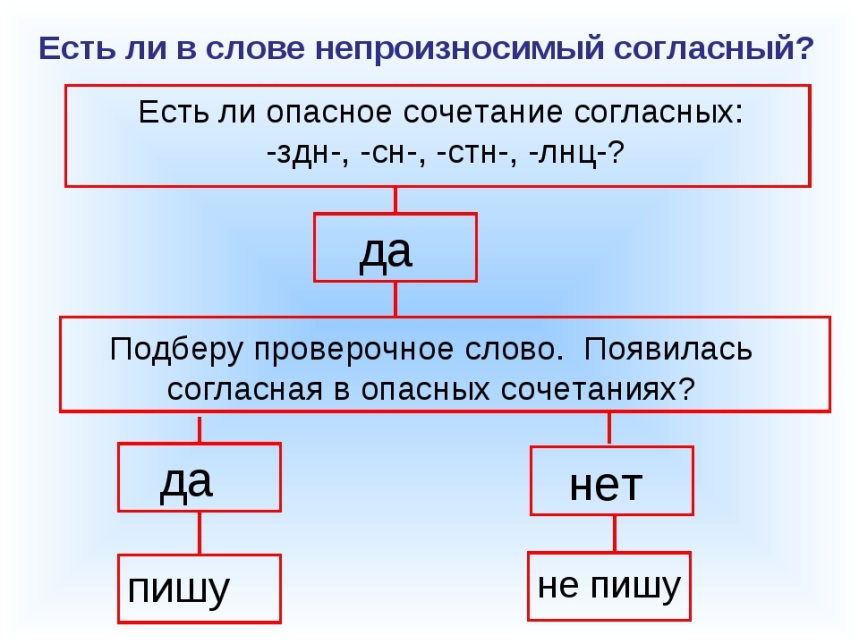 Есть ли в слове непроизносимый согласный?
Есть ли опасное сочетание согласных:
-здн-, -сн-, -стн-, -лнц-?
да
Подберу проверочное слово. Появилась
согласная в опасных сочетаниях?
да
нет
пишу
не пишу